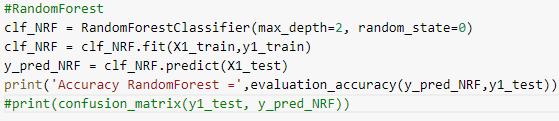 #RandomForest
clf_NRF = RandomForestClassifier(max_depth=2, random_state=0)
clf_NRF = clf_NRF.fit(X1_train,y1_train)
y_pred_NRF = clf_NRF.predict(X1_test)
print('Accuracy RandomForest =',evaluation_accuracy(y_pred_NRF,y1_test))
#print(confusion_matrix(y1_test, y_pred_NRF))